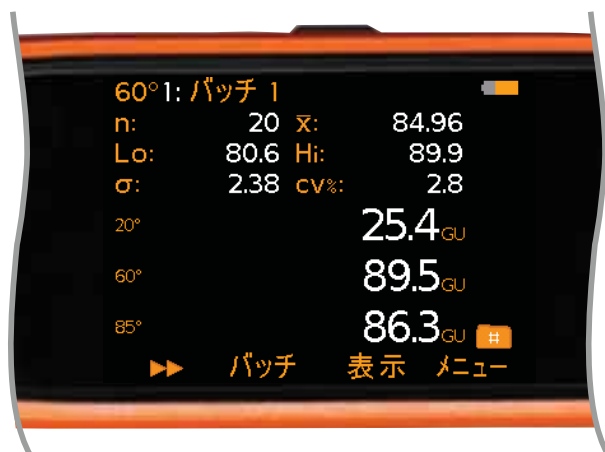 60°1: バッチ 1
n: 20 x̄: 84.96
Lo: 80.6 Hi: 89.9
σ: 2.38 cv%: 2.8
20° 25.4GU
60° 89.5GU
85° 86.3GU #
▶▶ バッチ 表示 メニュー